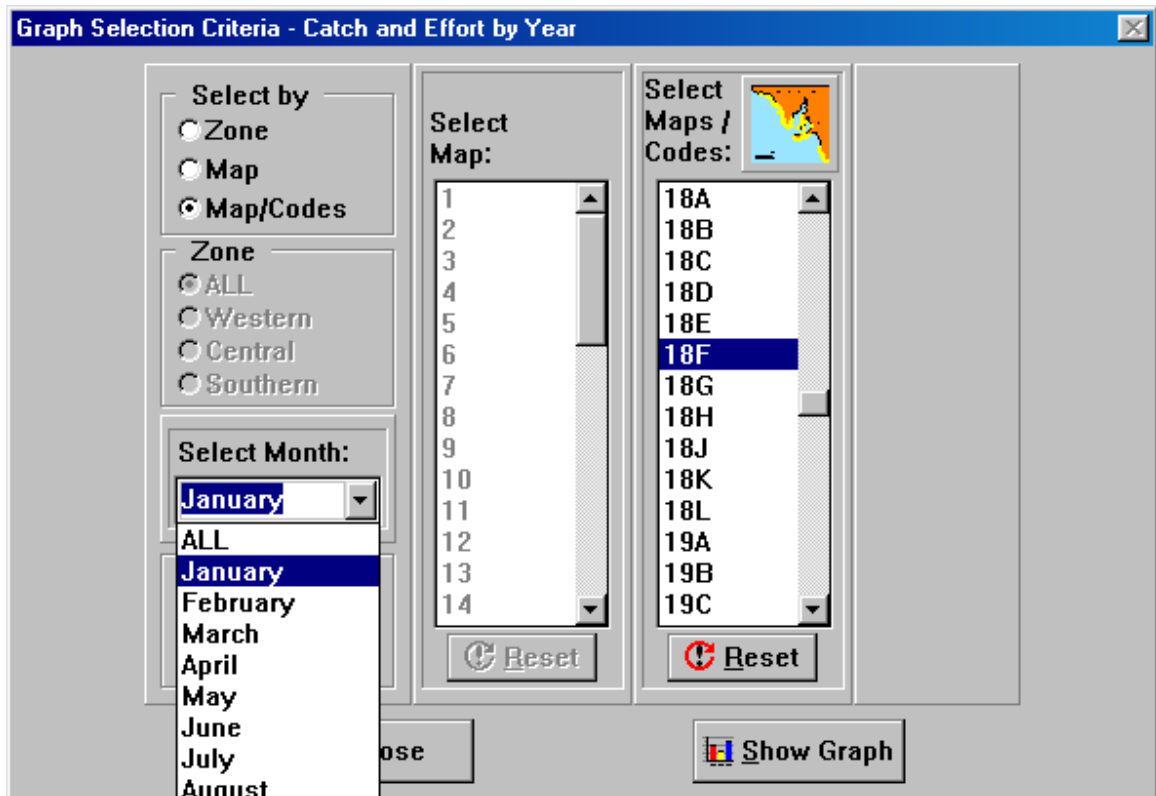 Graph Selection Criteria - Catch and Effort by Year
Select by
Zone
Map
Map/Codes
Zone
ALL
Western
Central
Southern
Select Month:
January
ALL
January
February
March
April
May
June
July
August
Select
Map:
1
2
3
4
5
6
7
8
9
10
11
12
13
14
Reset
Select
Maps /
Codes:
18A
18B
18C
18D
18E
18F
18G
18H
18J
18K
18L
19A
19B
19C
Reset
ose
Show Graph